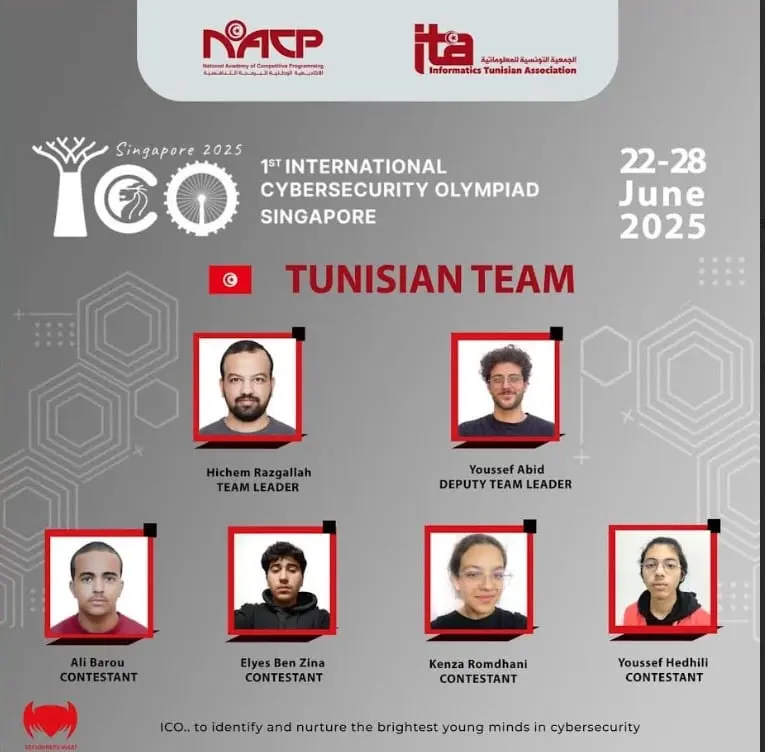 NACP
National Academy of Competitive Programming
الأكاديمية الوطنية للبرمجة التنافسية
ita
الجمعية التونسية للمعلوماتية
Informatics Tunisian Association
Singapore 2025
ICO
1ST INTERNATIONAL
CYBERSECURITY OLYMPIAD
SINGAPORE
22-28
June
2025
TUNISIAN TEAM
Hichem Razgallah
TEAM LEADER
Youssef Abid
DEPUTY TEAM LEADER
Ali Barou
CONTESTANT
Elyes Ben Zina
CONTESTANT
Kenza Romdhani
CONTESTANT
Youssef Hedhili
CONTESTANT
ICO.. to identify and nurture the brightest young minds in cybersecurity